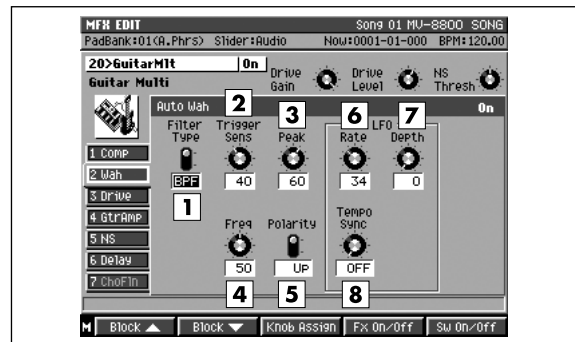 MFX EDIT Song 01 MV-8800 SONG
PadBank:01(A.Phrs) Slider:Audio Now:0001-01-000 BPM:120.00
20>GuitarMlt On
Guitar Multi
Drive Gain
Drive Level
NS Thresh
Auto Wah On
1 Comp
2 Wah
3 Drive
4 GtrAmp
5 NS
6 Delay
7 ChoFln
Filter Type
BPF
1
2
Trigger Sens
40
3
Peak
60
4
Freq
50
5
Polarity
UP
LFO
6
Rate
34
7
Depth
0
Tempo Sync
OFF
8
M Block ▲ Block ▼ Knob Assign Fx On/Off Sw On/Off